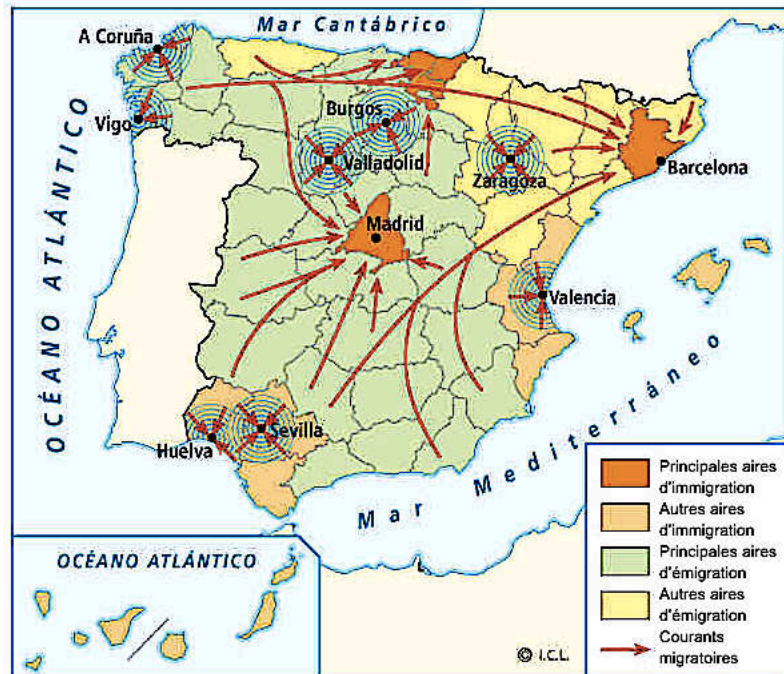 Mar Cantábrico
A Coruña
OCÉANO ATLÁNTICO
Vigo
Burgos
Valladolid
Zaragoza
Barcelona
Madrid
Valencia
Huelva
Sevilla
Mar Mediterráneo
OCÉANO ATLÁNTICO
© I.C.L.
Principales aires
d'immigration
Autres aires
d'immigration
Principales aires
d'émigration
Autres aires
d'émigration
Courants
migratoires